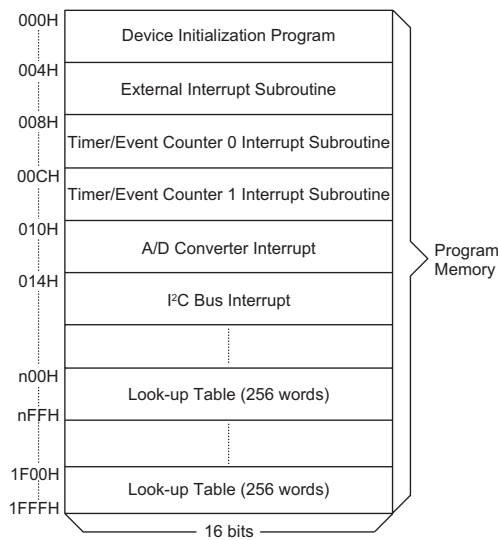 000H
Device Initialization Program
004H
External Interrupt Subroutine
008H
Timer/Event Counter 0 Interrupt Subroutine
00CH
Timer/Event Counter 1 Interrupt Subroutine
010H
A/D Converter Interrupt
014H
I²C Bus Interrupt
Program
Memory
n00H
Look-up Table (256 words)
nFFH
1F00H
Look-up Table (256 words)
1FFFH
16 bits